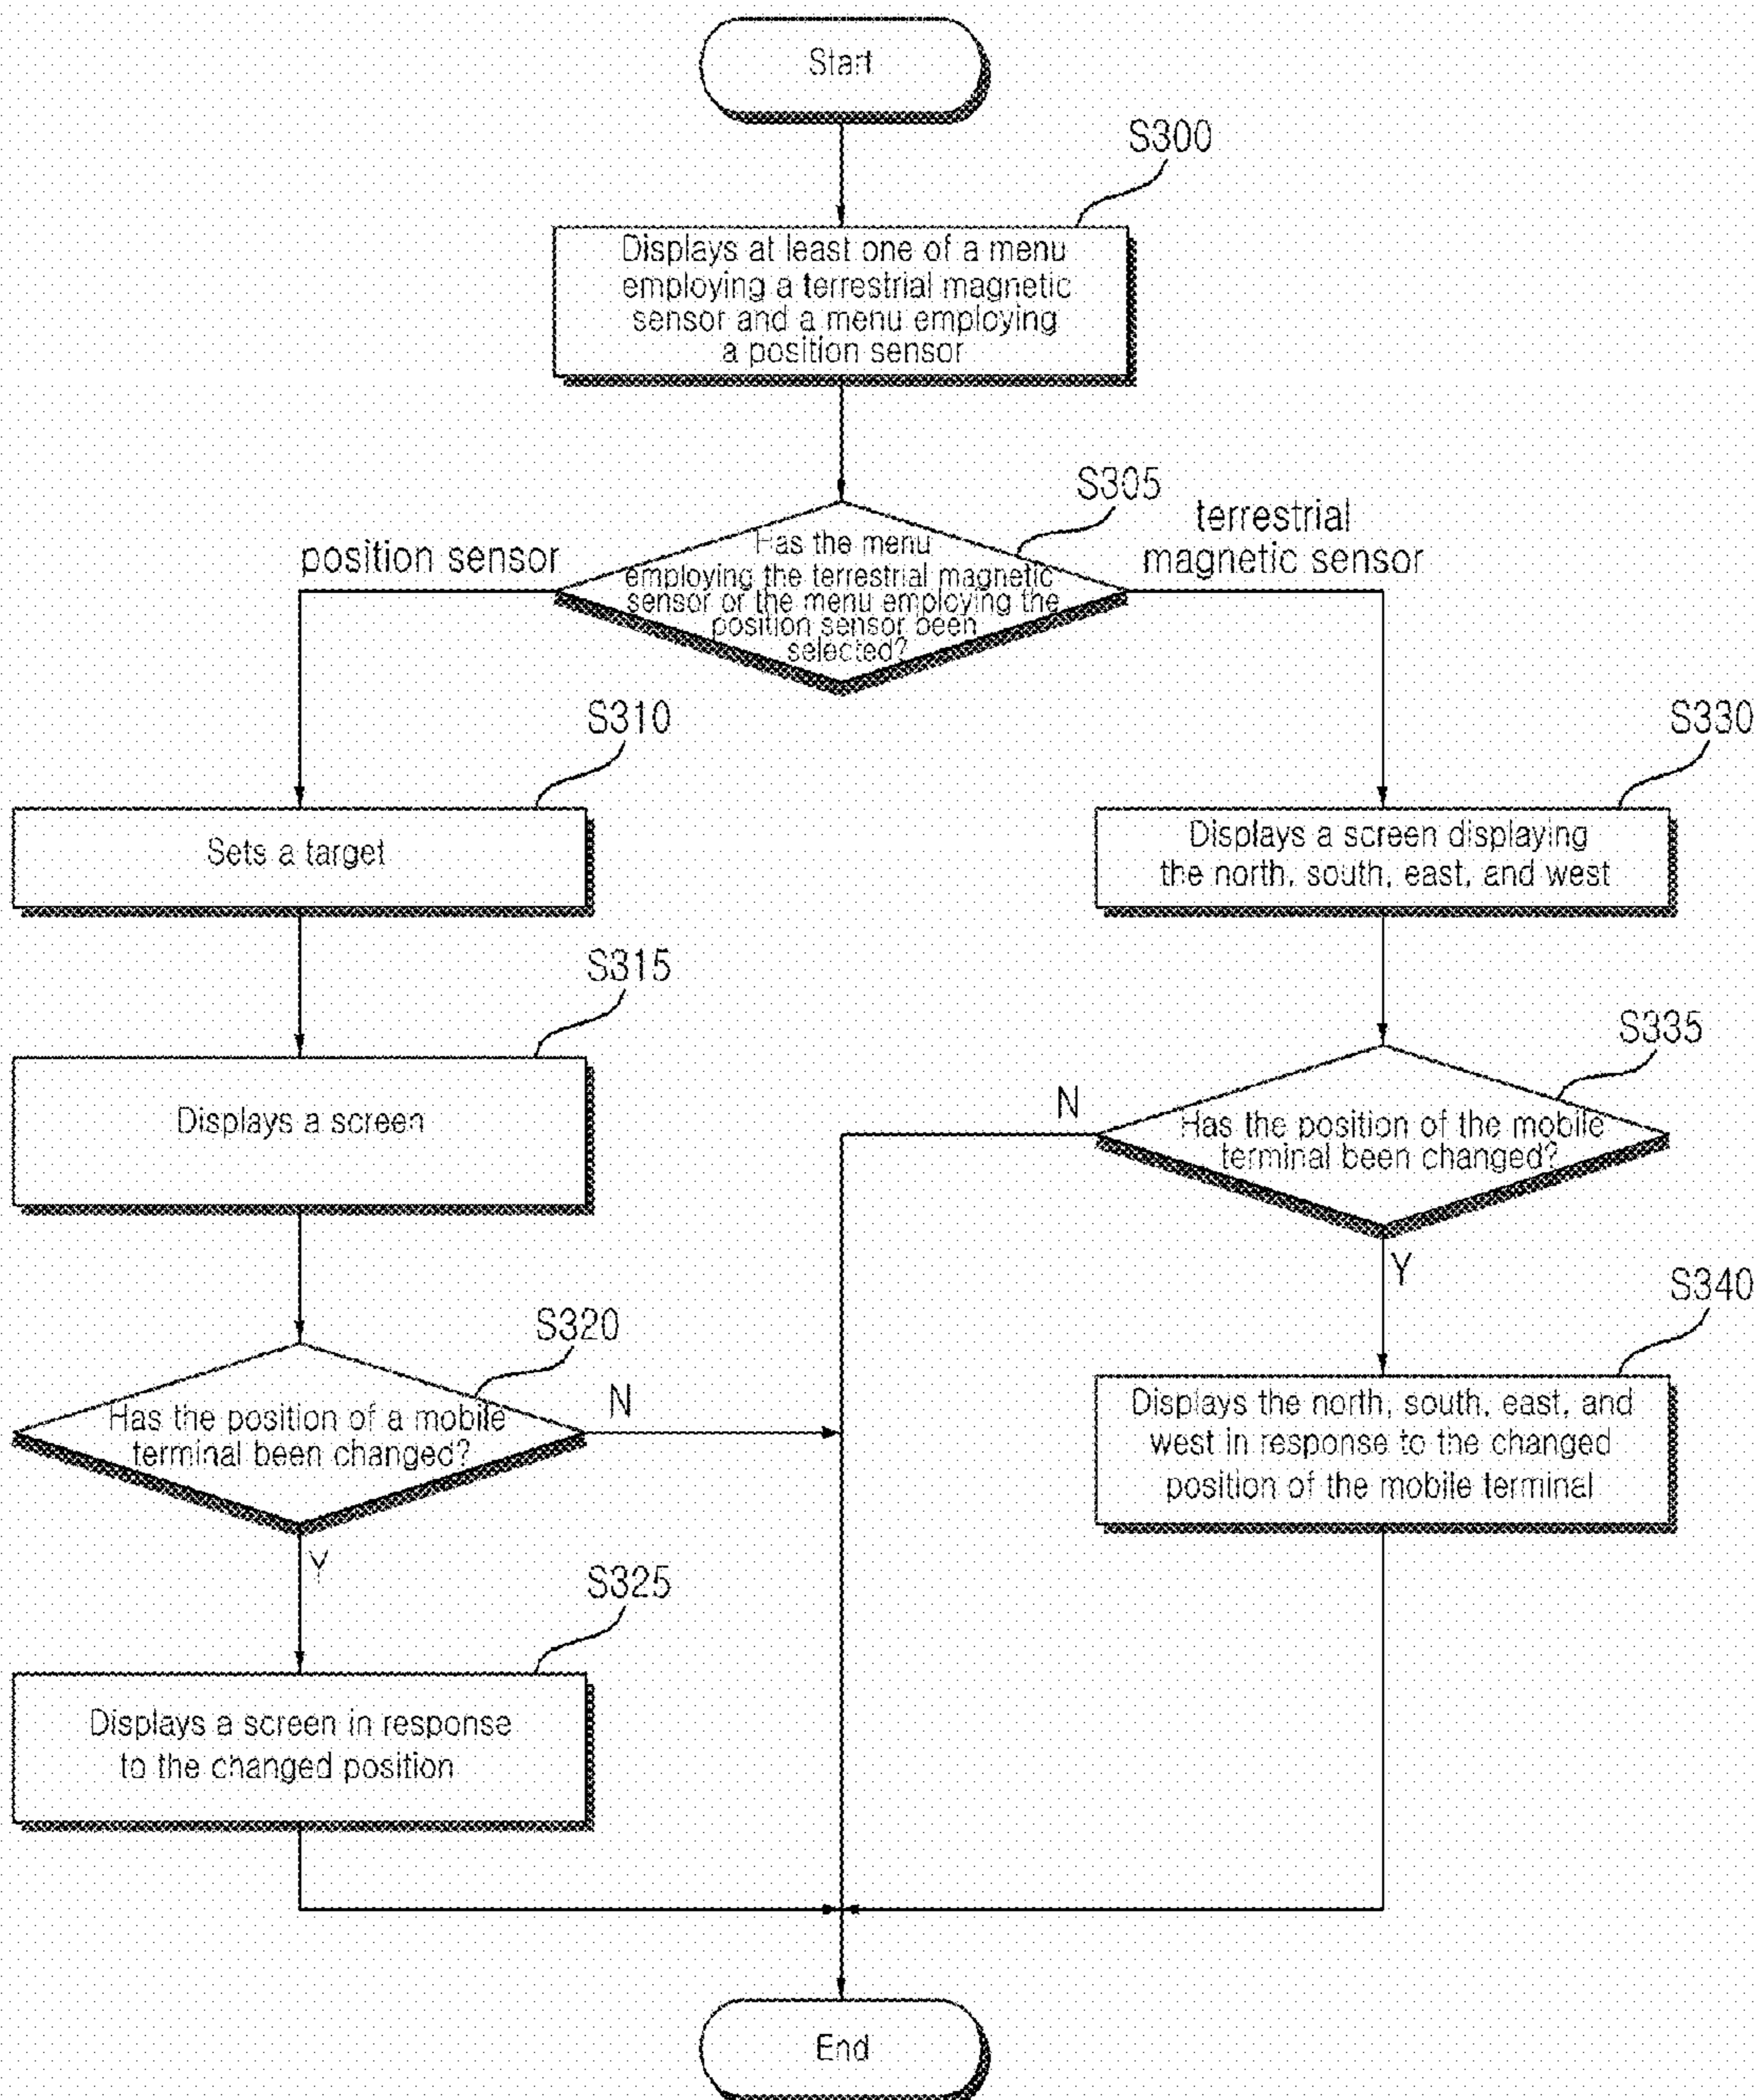 Start
S300
Displays at least one of a menu
employing a terrestrial magnetic
sensor and a menu employing
a position sensor
S305
position sensor
terrestrial
magnetic sensor
Has the menu
employing the terrestrial magnetic
sensor or the menu employing the
position sensor been
selected?
S310
Sets a target
S330
Displays a screen displaying
the north, south, east, and west
S315
Displays a screen
S335
N
Has the position of the mobile
terminal been changed?
Y
S320
N
Has the position of a mobile
terminal been changed?
Y
S340
Displays the north, south, east, and
west in response to the changed
position of the mobile terminal
S325
Displays a screen in response
to the changed position
End